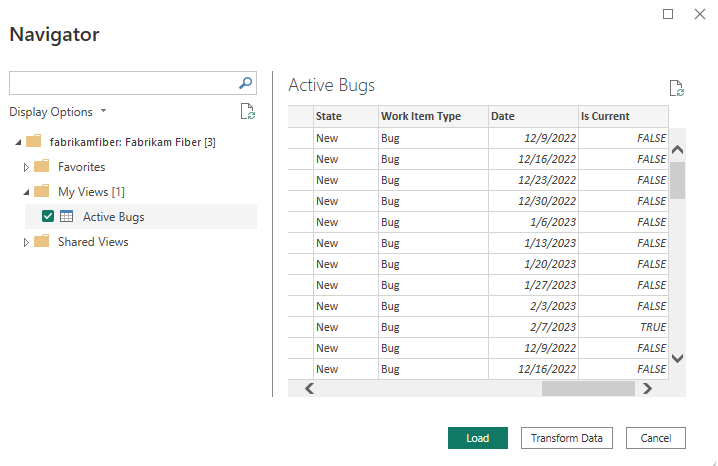 Navigator
Display Options
fabrikamfiber: Fabrikam Fiber [3]
Favorites
My Views [1]
Active Bugs
Shared Views
Active Bugs
State Work Item Type Date Is Current
New Bug 12/9/2022 FALSE
New Bug 12/16/2022 FALSE
New Bug 12/23/2022 FALSE
New Bug 12/30/2022 FALSE
New Bug 1/6/2023 FALSE
New Bug 1/13/2023 FALSE
New Bug 1/20/2023 FALSE
New Bug 1/27/2023 FALSE
New Bug 2/3/2023 FALSE
New Bug 2/7/2023 TRUE
New Bug 12/9/2022 FALSE
New Bug 12/16/2022 FALSE
Load Transform Data Cancel